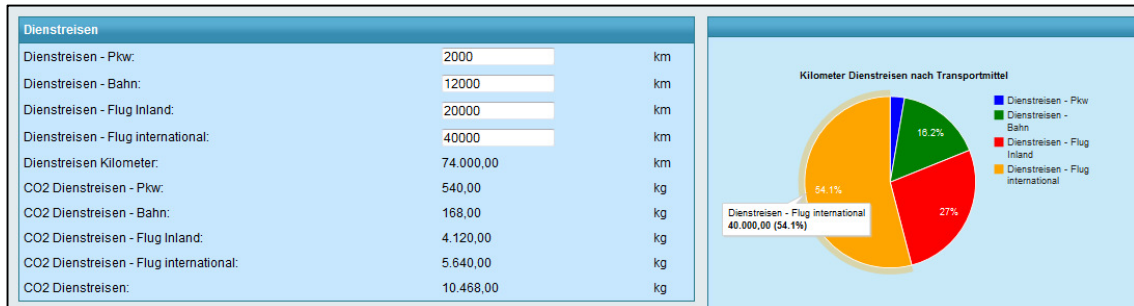 Dienstreisen
Dienstreisen - Pkw: 2000 km
Dienstreisen - Bahn: 12000 km
Dienstreisen - Flug Inland: 20000 km
Dienstreisen - Flug international: 40000 km
Dienstreisen Kilometer: 74.000,00 km
CO2 Dienstreisen - Pkw: 540,00 kg
CO2 Dienstreisen - Bahn: 168,00 kg
CO2 Dienstreisen - Flug Inland: 4.120,00 kg
CO2 Dienstreisen - Flug international: 5.640,00 kg
CO2 Dienstreisen: 10.468,00 kg
Kilometer Dienstreisen nach Transportmittel
16.2%
27%
54.1%
Dienstreisen - Flug international
40.000,00 (54.1%)
Dienstreisen - Pkw
Dienstreisen -
Bahn
Dienstreisen - Flug
Inland
Dienstreisen - Flug
international